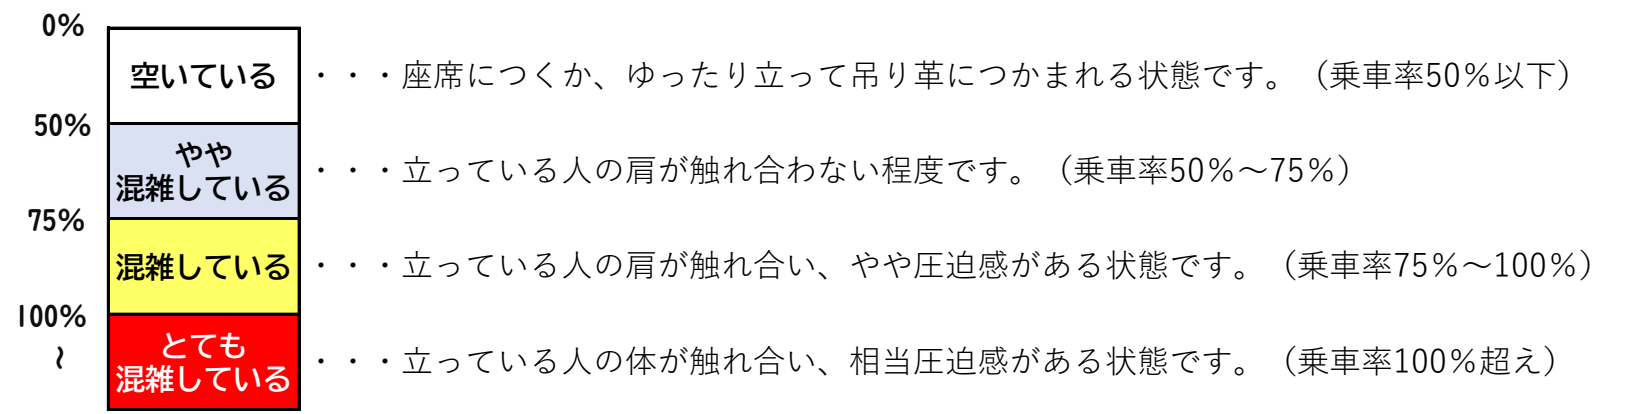 0%
空いている ・・・座席につくか、ゆったり立って吊り革につかまれる状態です。（乗車率50％以下）
50%
やや
混雑している ・・・立っている人の肩が触れ合わない程度です。（乗車率50％～75％）
75%
混雑している ・・・立っている人の肩が触れ合い、やや圧迫感がある状態です。（乗車率75％～100％）
100%
～
とても
混雑している ・・・立っている人の体が触れ合い、相当圧迫感がある状態です。（乗車率100％超え）